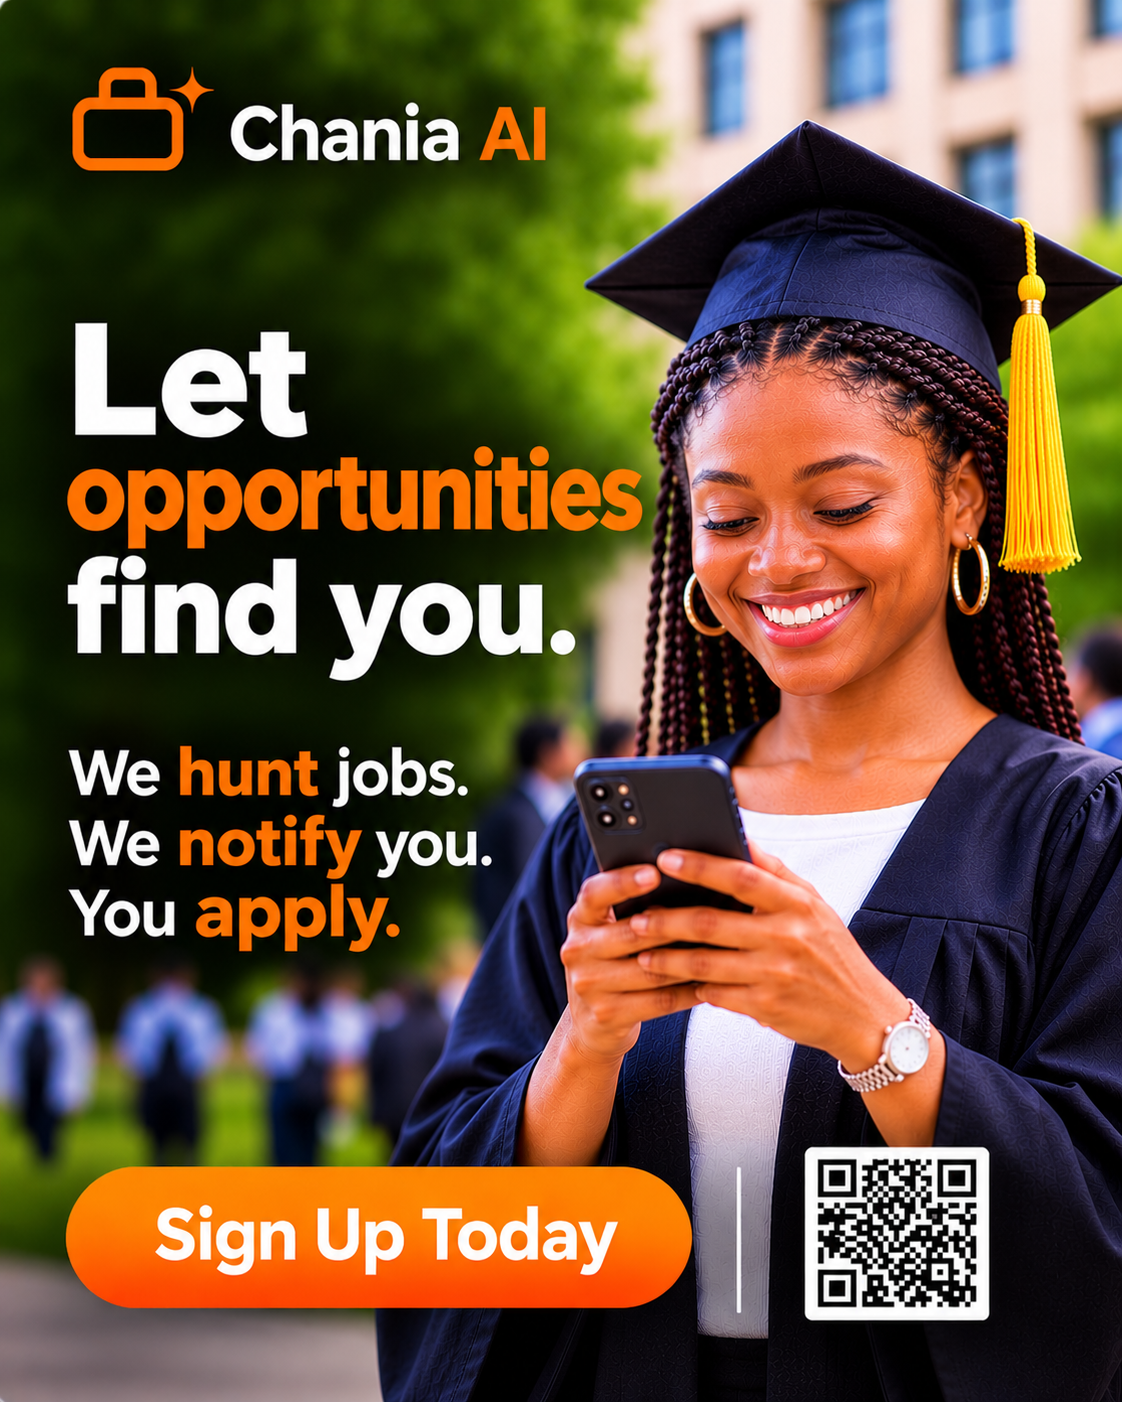 Chania AI
Let
opportunities
find you.
We hunt jobs.
We notify you.
You apply.
Sign Up Today